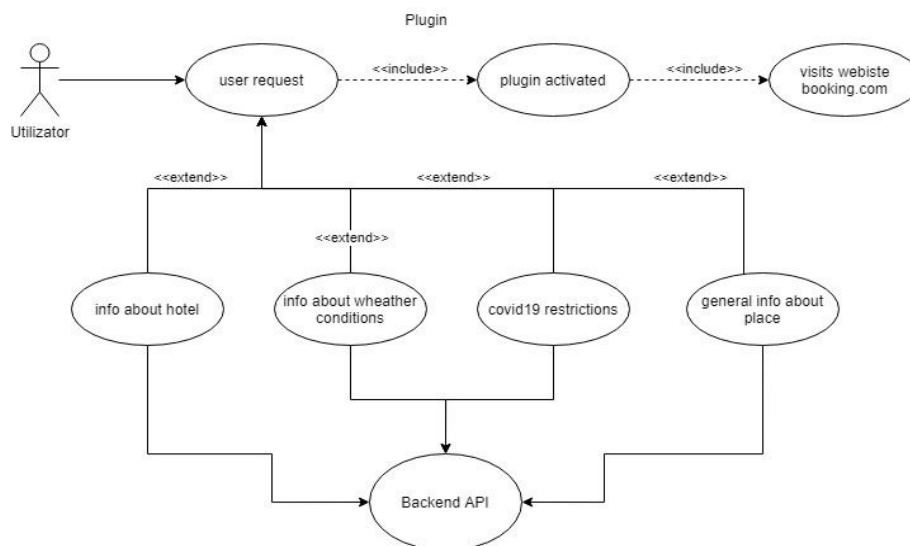 Plugin
user request
<<include>>
plugin activated
<<include>>
visits webiste
booking.com
Utilizator
<<extend>>
<<extend>>
<<extend>>
<<extend>>
info about hotel
info about wheather
conditions
covid19 restrictions
general info about
place
Backend API